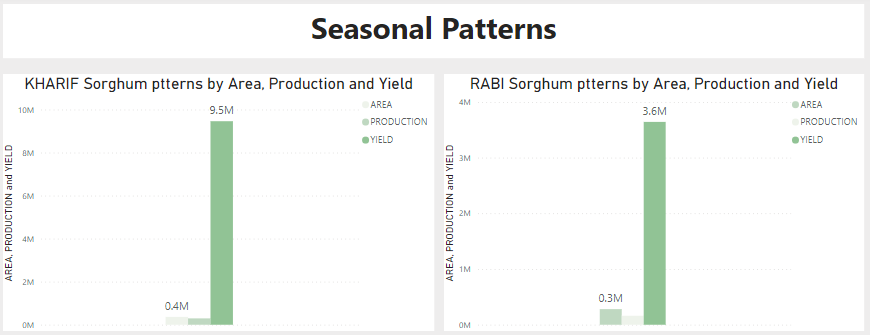 Seasonal Patterns
KHARIF Sorghum ptterns by Area, Production and Yield
AREA
PRODUCTION
YIELD
AREA, PRODUCTION and YIELD
10M
8M
6M
4M
2M
0M
0.4M
9.5M
RABI Sorghum ptterns by Area, Production and Yield
AREA
PRODUCTION
YIELD
AREA, PRODUCTION and YIELD
4M
3M
2M
1M
0M
0.3M
3.6M